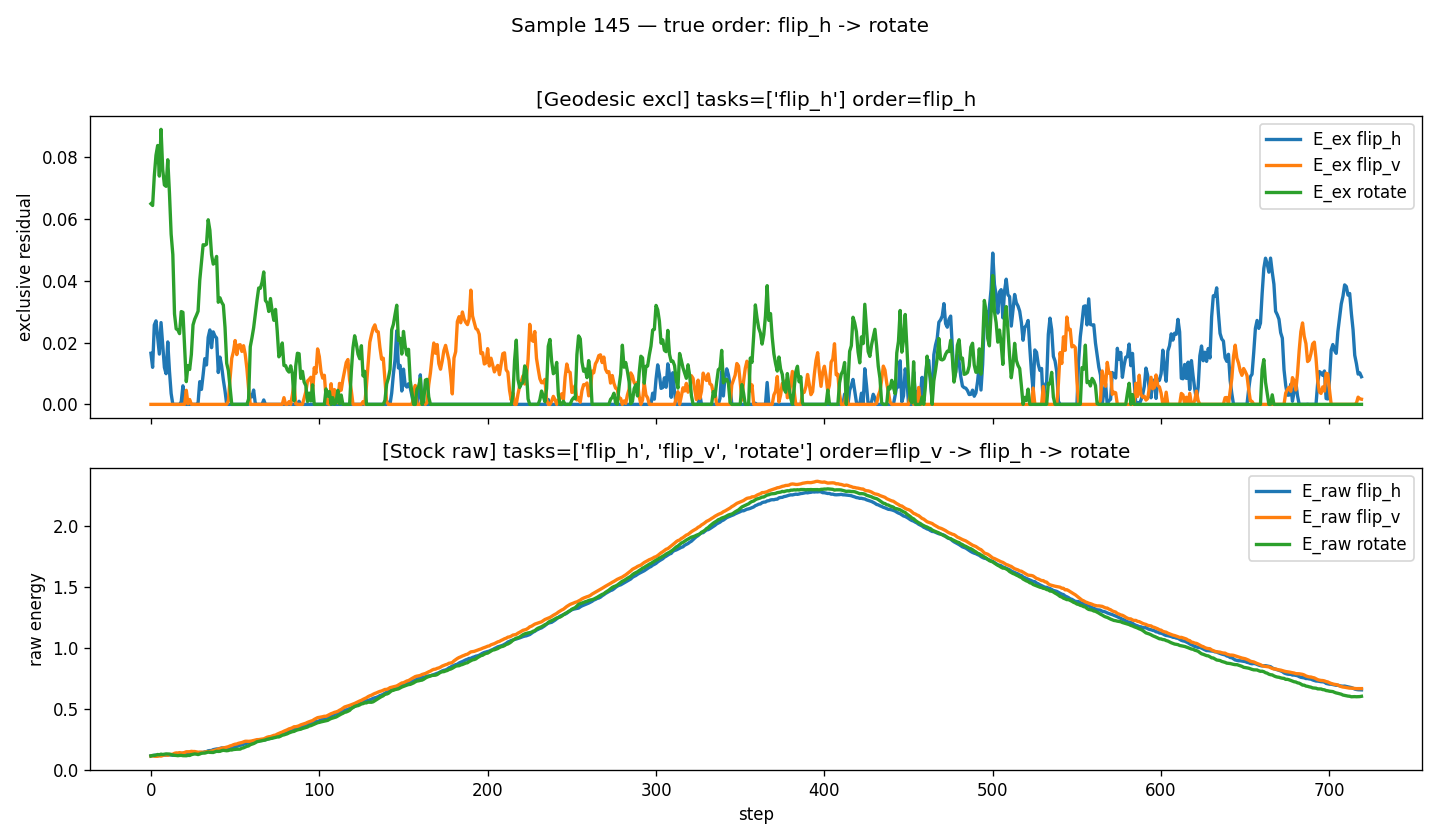 Sample 145 — true order: flip_h -> rotate
[Geodesic excl] tasks=['flip_h'] order=flip_h
exclusive residual
0.08
0.06
0.04
0.02
0.00
E_ex flip_h
E_ex flip_v
E_ex rotate
[Stock raw] tasks=['flip_h', 'flip_v', 'rotate'] order=flip_v -> flip_h -> rotate
raw energy
2.0
1.5
1.0
0.5
0.0
E_raw flip_h
E_raw flip_v
E_raw rotate
0 100 200 300 400 500 600 700
step